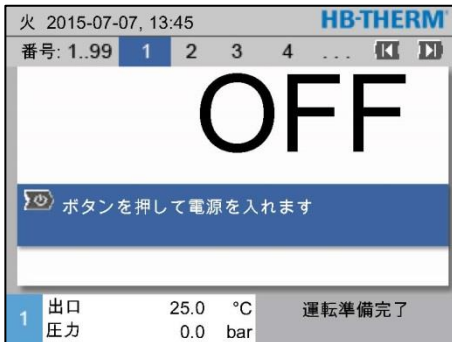 火 2015-07-07, 13:45 HB-THERM
番号: 1..99 1 2 3 4 ...
OFF
ボタンを押して電源を入れます
1 出口 25.0 °C 運転準備完了
圧力 0.0 bar